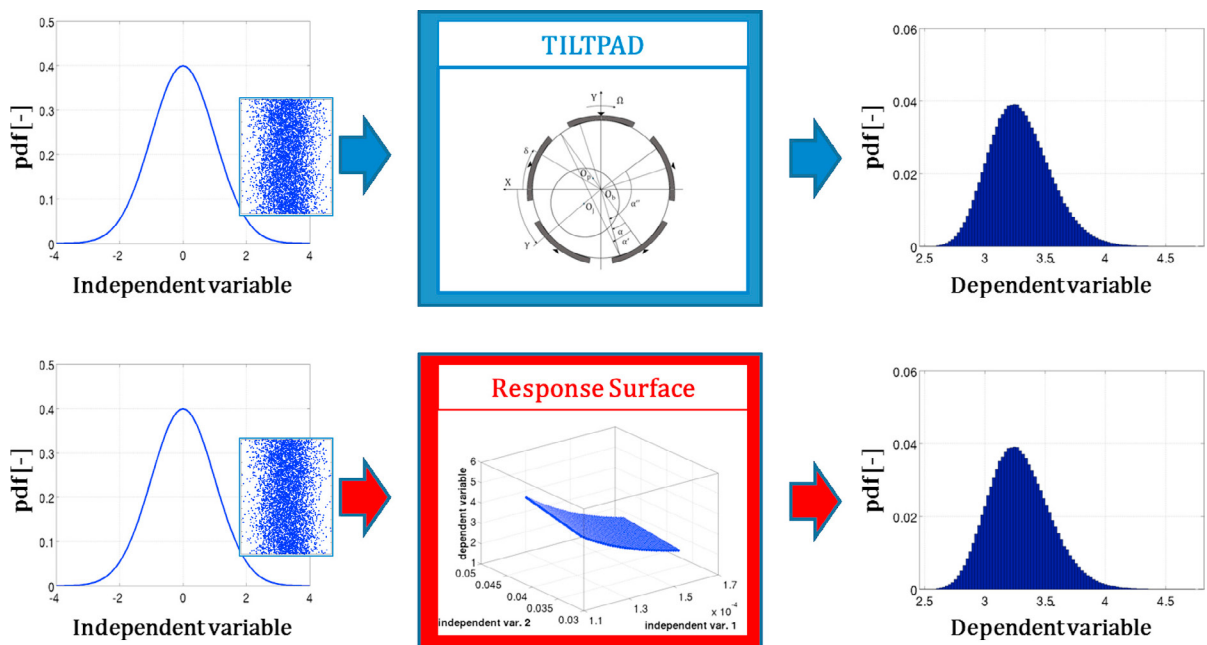 0.5
0.4
0.3
0.2
0.1
0
-4
-2
0
2
4
pdf [-]
Independent variable
TILTPAD
Y
Ω
δ
X
Oₚ
O_b
O_j
α''
α
α'
γ
0.06
0.04
0.02
0
2.5
3
3.5
4
4.5
pdf [-]
Dependent variable
0.5
0.4
0.3
0.2
0.1
0
-4
-2
0
2
4
pdf [-]
Independent variable
Response Surface
6
5
4
3
2
1
dependent variable
0.05
0.045
0.04
0.035
0.03
independent var. 2
1.1
1.3
1.5
1.7
x 10⁻⁴
independent var. 1
0.06
0.04
0.02
0
2.5
3
3.5
4
4.5
pdf [-]
Dependent variable